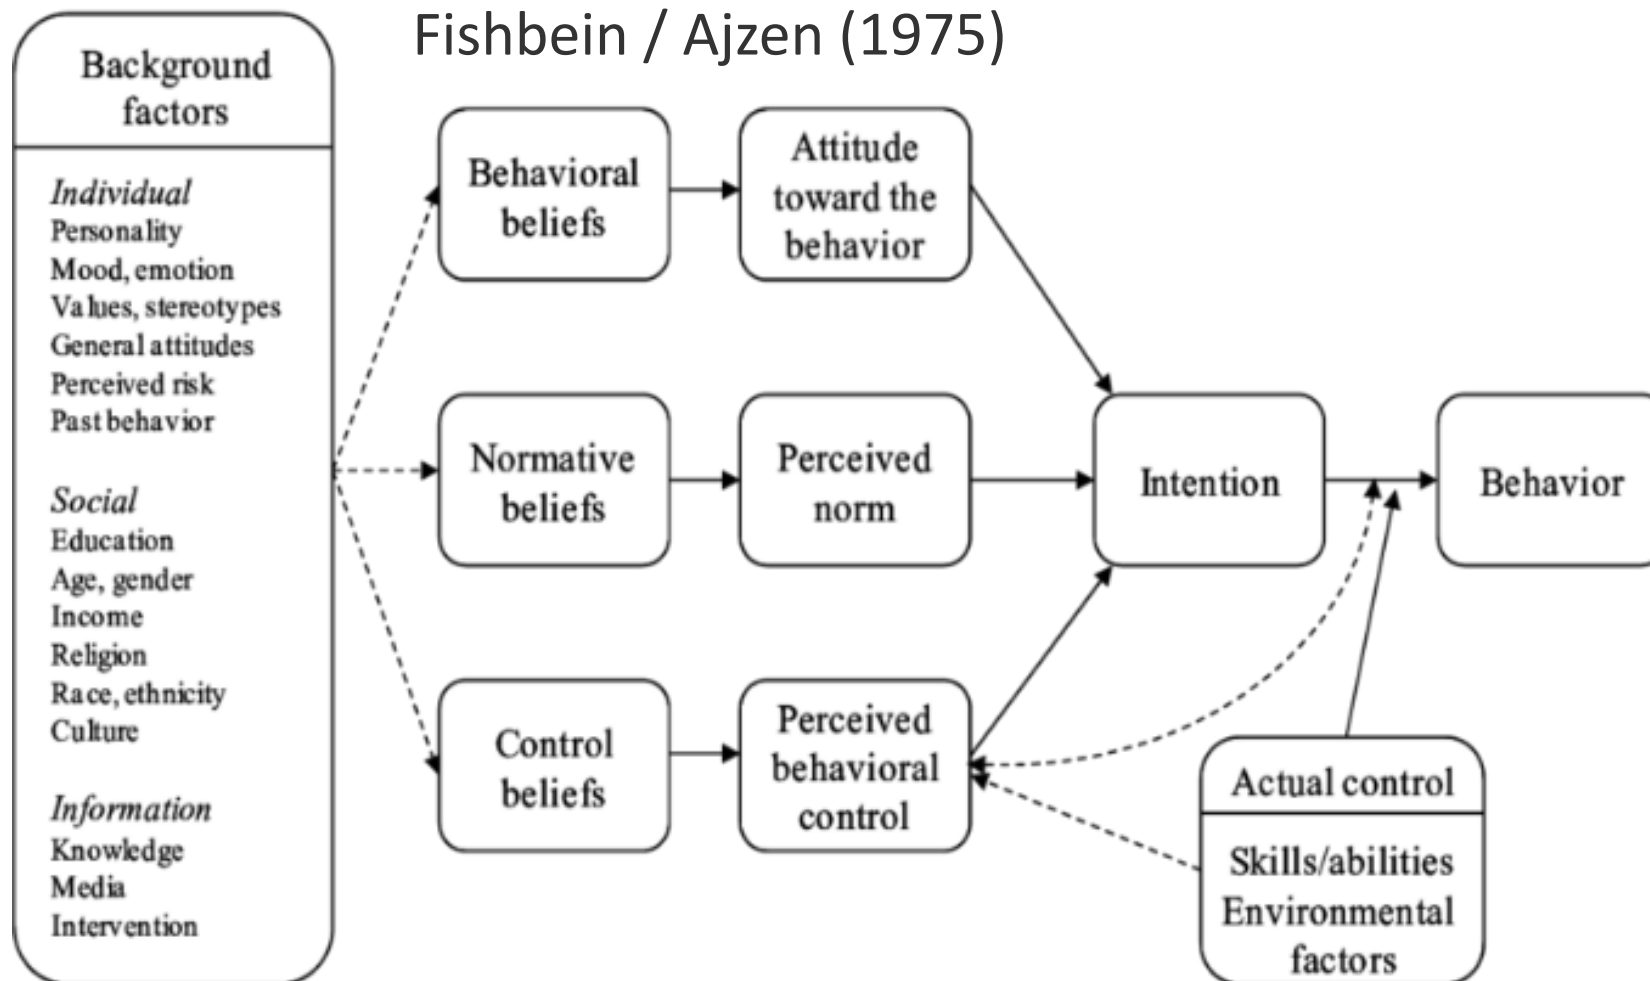 Fishbein / Ajzen (1975)
Background
factors
Individual
Personality
Mood, emotion
Values, stereotypes
General attitudes
Perceived risk
Past behavior
Social
Education
Age, gender
Income
Religion
Race, ethnicity
Culture
Information
Knowledge
Media
Intervention
Behavioral
beliefs
Attitude
toward the
behavior
Normative
beliefs
Perceived
norm
Intention
Behavior
Control
beliefs
Perceived
behavioral
control
Actual control
Skills/abilities
Environmental
factors